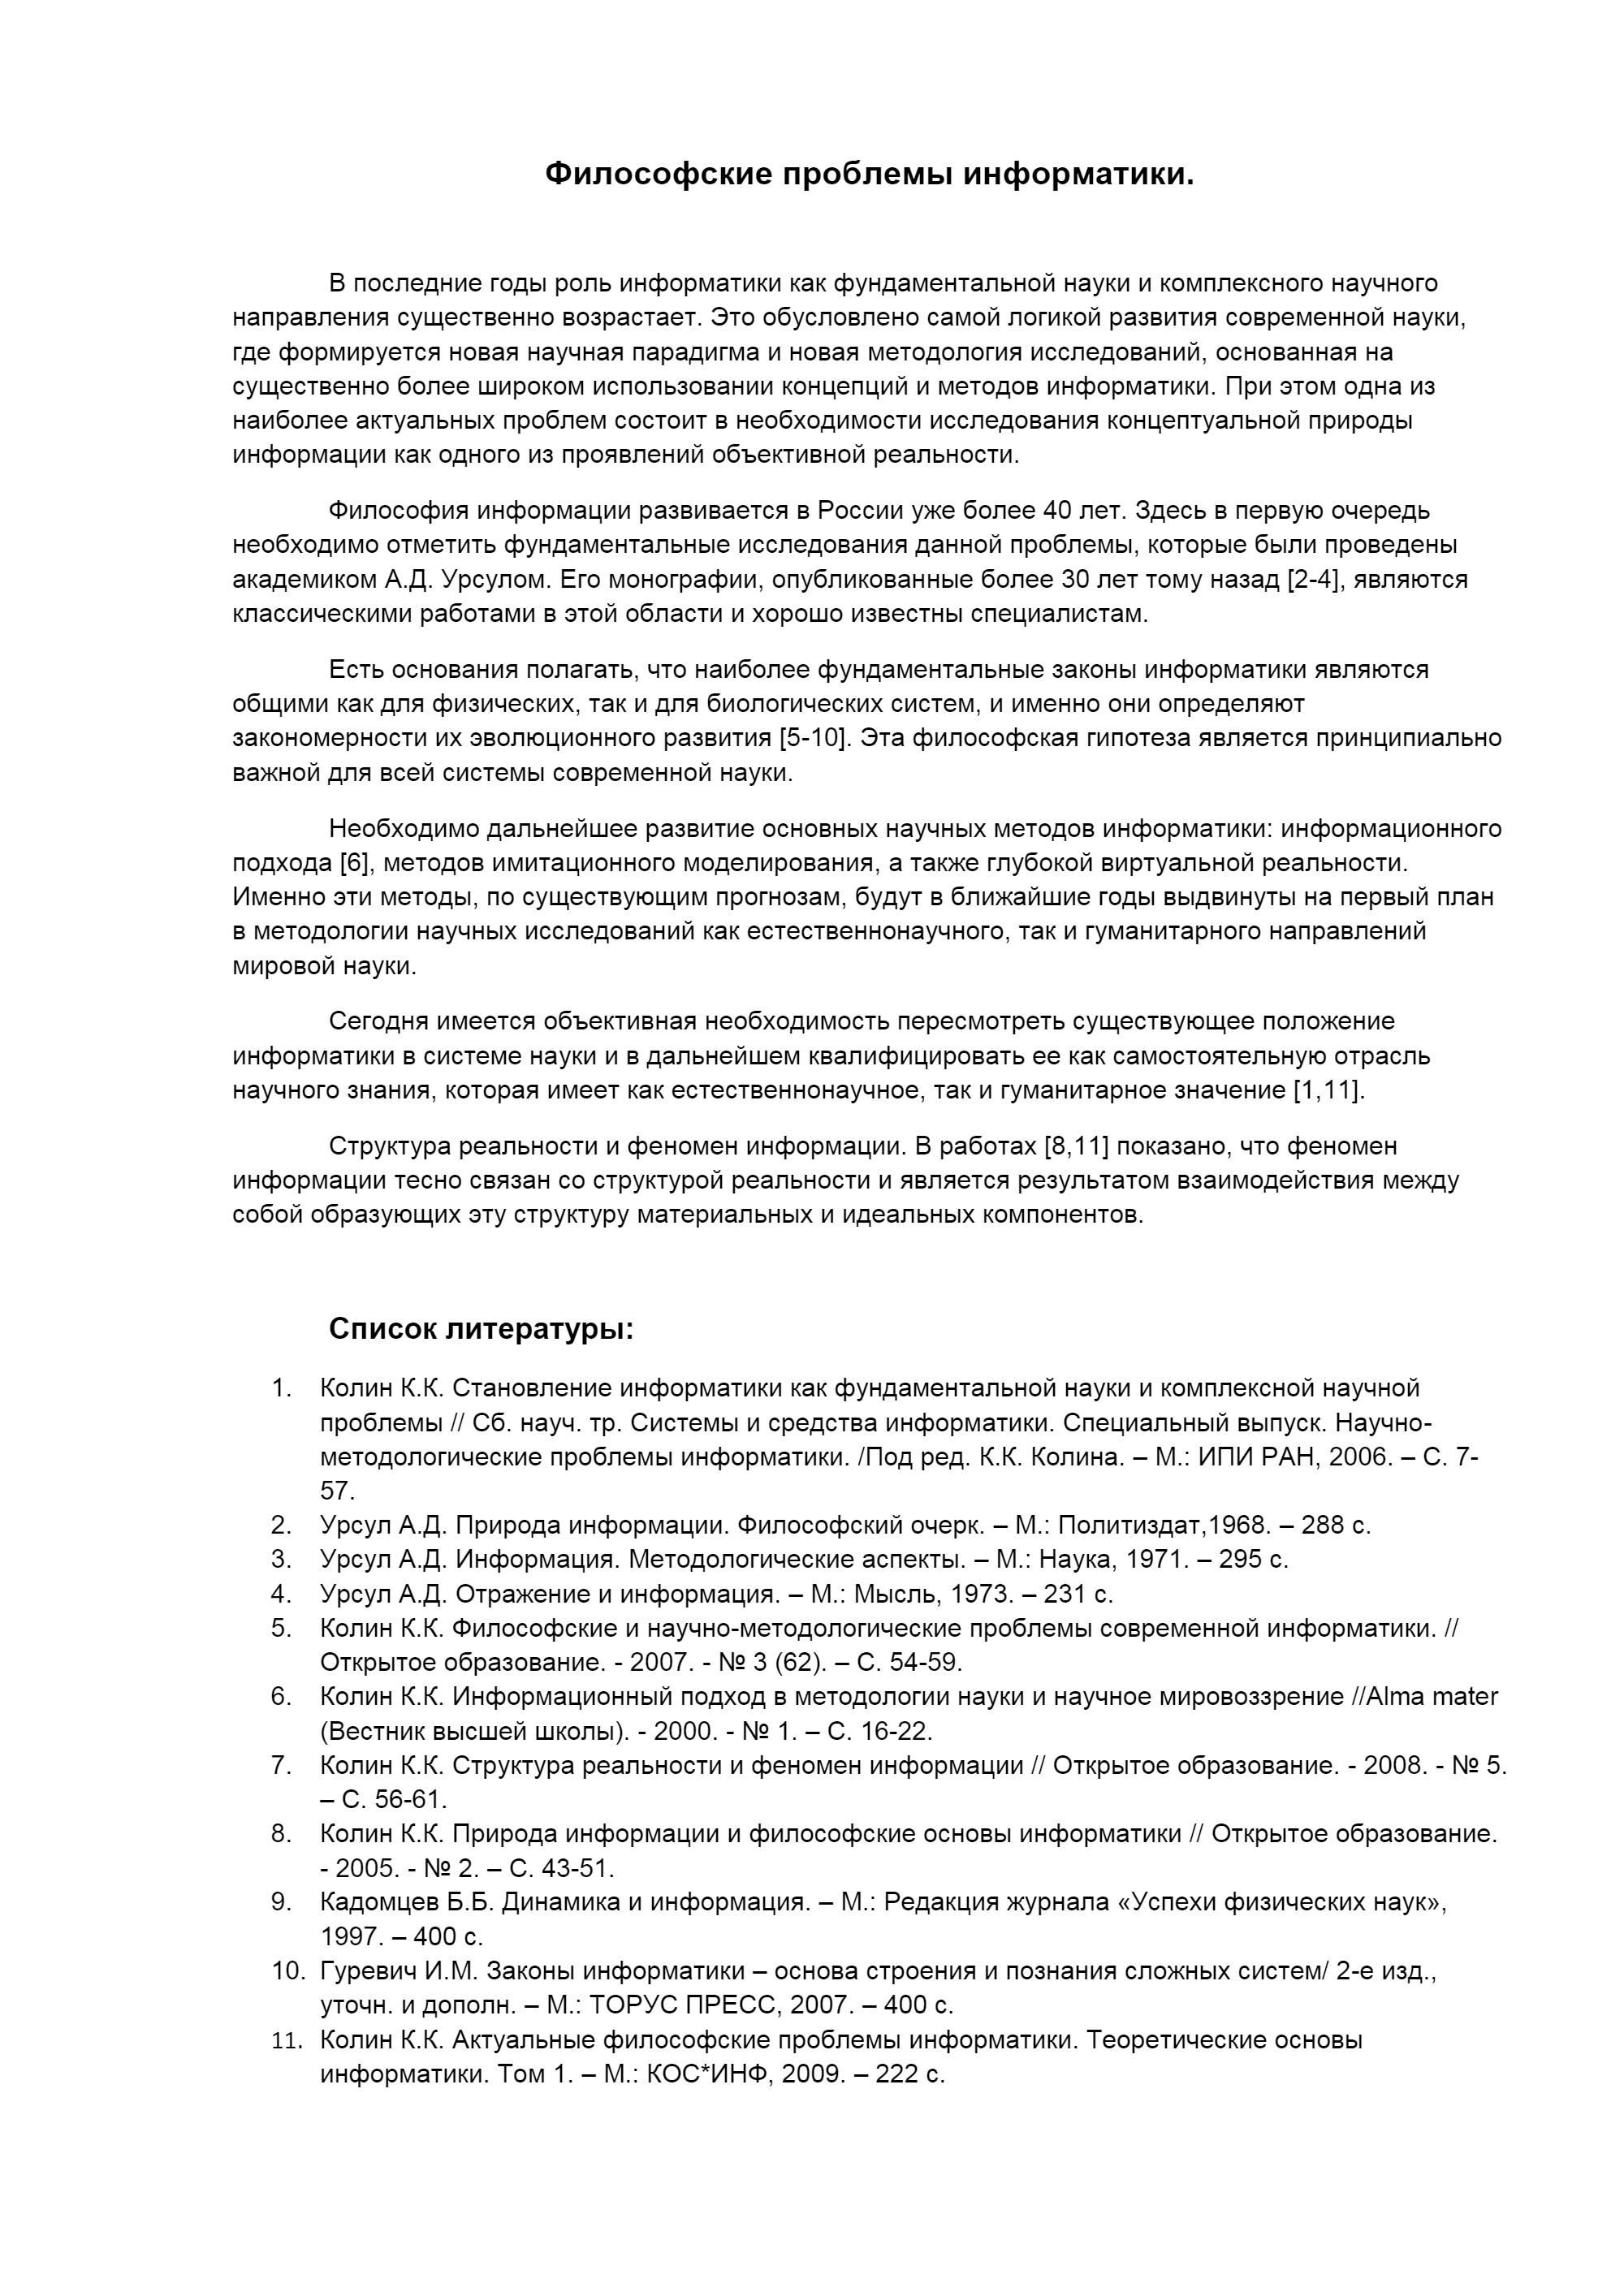 Философские проблемы информатики.
В последние годы роль информатики как фундаментальной науки и комплексного научного
направления существенно возрастает. Это обусловлено самой логикой развития современной науки,
где формируется новая научная парадигма и новая методология исследований, основанная на
существенно более широком использовании концепций и методов информатики. При этом одна из
наиболее актуальных проблем состоит в необходимости исследования концептуальной природы
информации как одного из проявлений объективной реальности.
Философия информации развивается в России уже более 40 лет. Здесь в первую очередь
необходимо отметить фундаментальные исследования данной проблемы, которые были проведены
академиком А.Д. Урсулом. Его монографии, опубликованные более 30 лет тому назад [2-4], являются
классическими работами в этой области и хорошо известны специалистам.
Есть основания полагать, что наиболее фундаментальные законы информатики являются
общими как для физических, так и для биологических систем, и именно они определяют
закономерности их эволюционного развития [5-10]. Эта философская гипотеза является принципиально
важной для всей системы современной науки.
Необходимо дальнейшее развитие основных научных методов информатики: информационного
подхода [6], методов имитационного моделирования, а также глубокой виртуальной реальности.
Именно эти методы, по существующим прогнозам, будут в ближайшие годы выдвинуты на первый план
в методологии научных исследований как естественнонаучного, так и гуманитарного направлений
мировой науки.
Сегодня имеется объективная необходимость пересмотреть существующее положение
информатики в системе науки и в дальнейшем квалифицировать ее как самостоятельную отрасль
научного знания, которая имеет как естественнонаучное, так и гуманитарное значение [1,11].
Структура реальности и феномен информации. В работах [8,11] показано, что феномен
информации тесно связан со структурой реальности и является результатом взаимодействия между
собой образующих эту структуру материальных и идеальных компонентов.
Список литературы:
1. Колин К.К. Становление информатики как фундаментальной науки и комплексной научной
проблемы // Сб. науч. тр. Системы и средства информатики. Специальный выпуск. Научно-
методологические проблемы информатики. /Под ред. К.К. Колина. – М.: ИПИ РАН, 2006. – С. 7-
57.
2. Урсул А.Д. Природа информации. Философский очерк. – М.: Политиздат,1968. – 288 с.
3. Урсул А.Д. Информация. Методологические аспекты. – М.: Наука, 1971. – 295 с.
4. Урсул А.Д. Отражение и информация. – М.: Мысль, 1973. – 231 с.
5. Колин К.К. Философские и научно-методологические проблемы современной информатики. //
Открытое образование. - 2007. - № 3 (62). – С. 54-59.
6. Колин К.К. Информационный подход в методологии науки и научное мировоззрение //Alma mater
(Вестник высшей школы). - 2000. - № 1. – С. 16-22.
7. Колин К.К. Структура реальности и феномен информации // Открытое образование. - 2008. - № 5.
– С. 56-61.
8. Колин К.К. Природа информации и философские основы информатики // Открытое образование.
- 2005. - № 2. – С. 43-51.
9. Кадомцев Б.Б. Динамика и информация. – М.: Редакция журнала «Успехи физических наук»,
1997. – 400 с.
10. Гуревич И.М. Законы информатики – основа строения и познания сложных систем/ 2-е изд.,
уточн. и дополн. – М.: ТОРУС ПРЕСС, 2007. – 400 с.
11. Колин К.К. Актуальные философские проблемы информатики. Теоретические основы
информатики. Том 1. – М.: КОС*ИНФ, 2009. – 222 с.